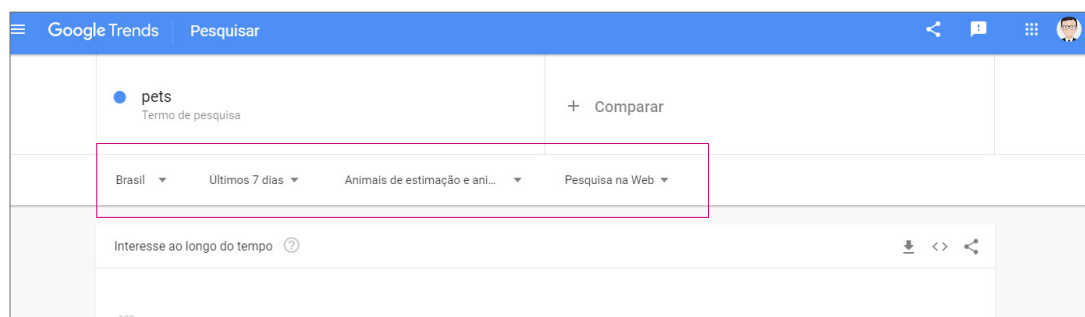 Google Trends Pesquisar
pets
Termo de pesquisa
+ Comparar
Brasil Últimos 7 dias Animais de estimação e ani... Pesquisa na Web
Interesse ao longo do tempo